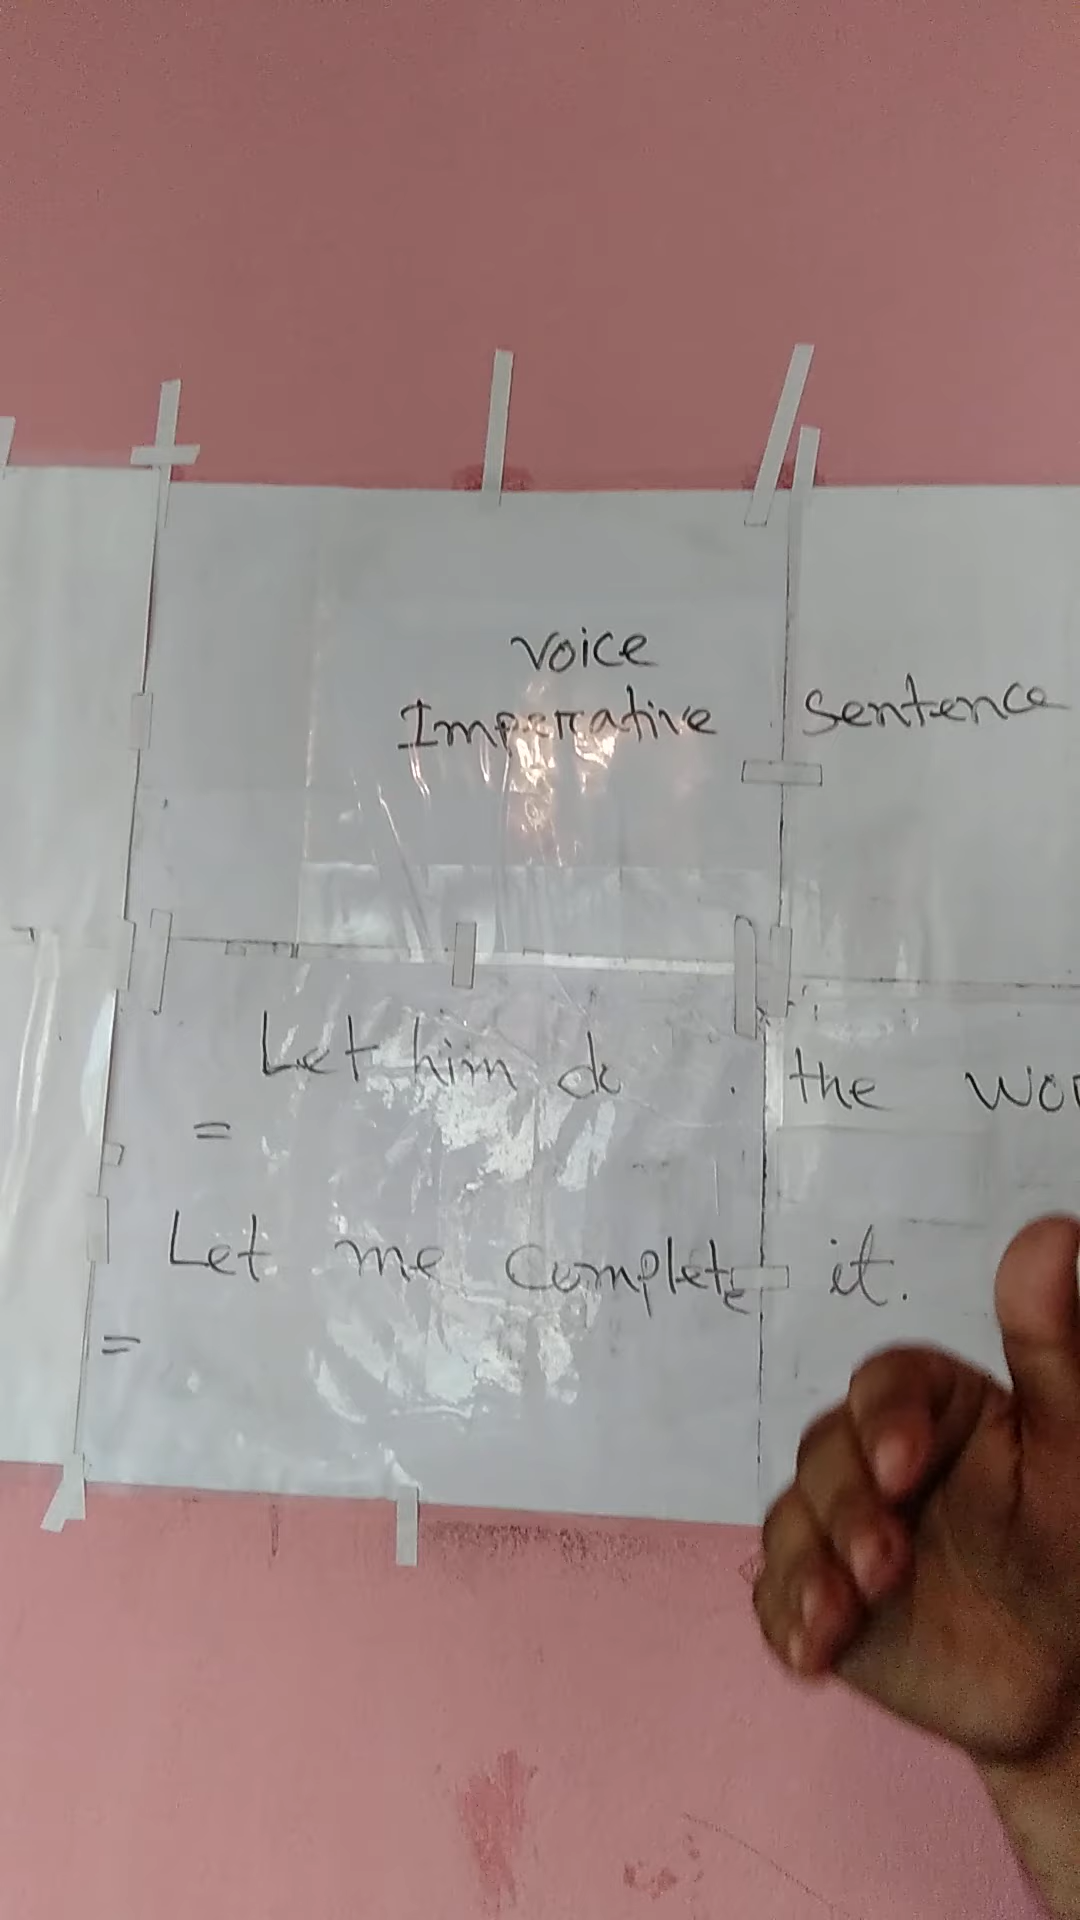 voice
Imperative sentence
Let him do the
=
Let me complete it.
=